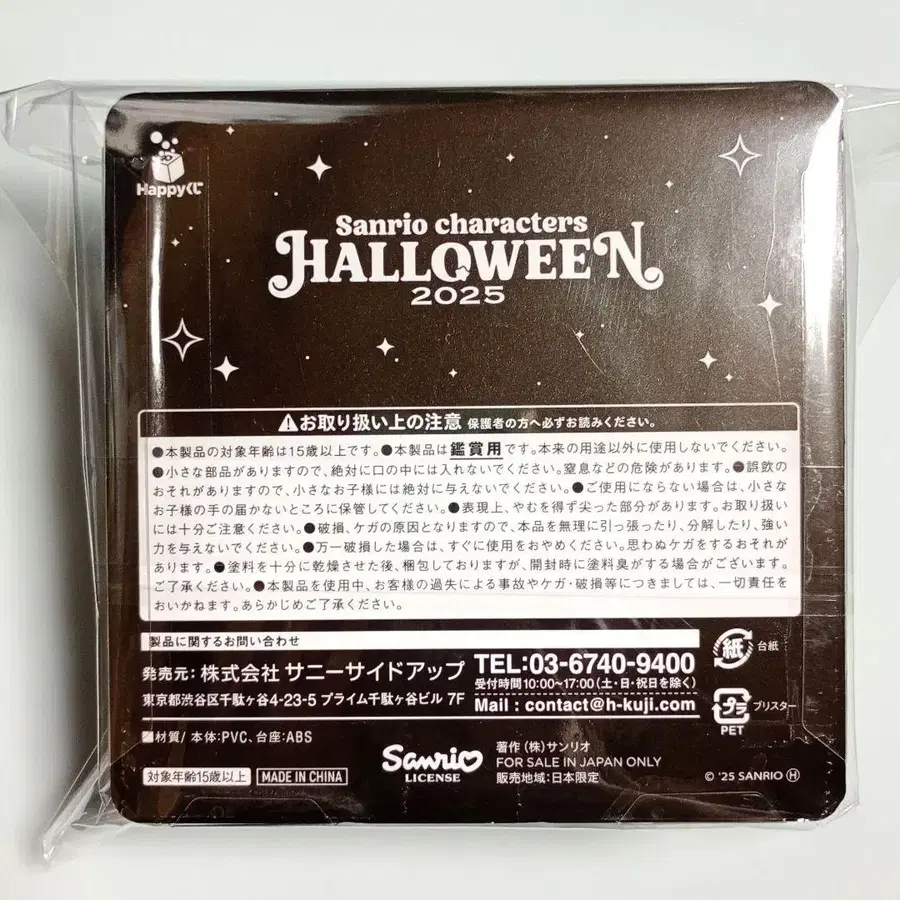 Happyくじ
Sanrio characters
HALLOWEEN
2025
お取り扱い上の注意 保護者の方へ必ずお読みください。
●本製品の対象年齢は15歳以上です。●本製品は鑑賞用です。本来の用途以外に使用しないでください。
●小さな部品がありますので、絶対に口の中には入れないでください。窒息などの危険があります。●誤飲の
おそれがありますので、小さなお子様には絶対に与えないでください。●ご使用にならない場合は、小さな
お子様の手の届かないところに保管してください。●表現上、やむを得ず尖った部分があります。お取り扱い
には十分ご注意ください。●破損、ケガの原因となりますので、本品を無理に引っ張ったり、分解したり、強い
力を与えないでください。●万一破損した場合は、すぐに使用をおやめください。思わぬケガをするおそれが
あります。●塗料を十分に乾燥させた後、梱包しておりますが、開封時に塗料臭がする場合がございます。
ご了承ください。●本製品を使用中、お客様の過失による事故やケガ・破損等につきましては、一切責任を
おいかねます。あらかじめご了承ください。
製品に関するお問い合わせ
発売元:株式会社 サニーサイドアップ
東京都渋谷区千駄ヶ谷4-23-5 プライム千駄ヶ谷ビル 7F
TEL:03-6740-9400
受付時間10:00~17:00(土・日・祝日を除く)
Mail : contact@h-kuji.com
紙 台紙
プラ ブリスター
PET
■材質/ 本体:PVC、台座:ABS
対象年齢15歳以上 MADE IN CHINA
Sanrio
LICENSE
著作 (株)サンリオ
FOR SALE IN JAPAN ONLY
販売地域:日本限定
© '25 SANRIO Ⓗ